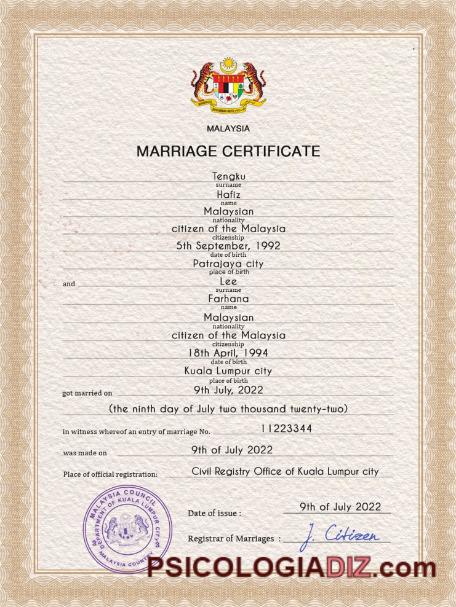 MALAYSIA
MARRIAGE CERTIFICATE
Tengku
surname
Hafiz
name
Malaysian
nationality
citizen of the Malaysia
citizenship
5th September, 1992
date of birth
Patrajaya city
place of birth
and Lee
surname
Farhana
name
Malaysian
nationality
citizen of the Malaysia
citizenship
18th April, 1994
date of birth
Kuala Lumpur city
place of birth
got married on 9th July, 2022
(the ninth day of July two thousand twenty-two)
in witness whereof an entry of marriage No. 11223344
was made on 9th of July 2022
Place of official registration: Civil Registry Office of Kuala Lumpur city
Date of issue : 9th of July 2022
Registrar of Marriages : J. Citizen
MALAYSIA COUNCIL
DEPARTMENT OF KUALA LUMPUR CITY
MALAYSIA COUNTRY
PSICOLOGIADIZ.com